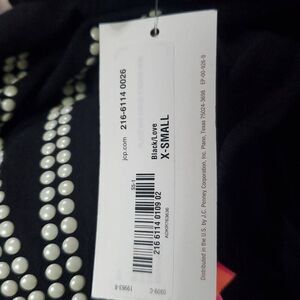 jcp.com 216-6114 0026
Black/Love
X-SMALL
216 6114 0109 02
Distributed in the U.S. by J.C. Penney Corporation, Inc. Plano, Texas 75024-3698